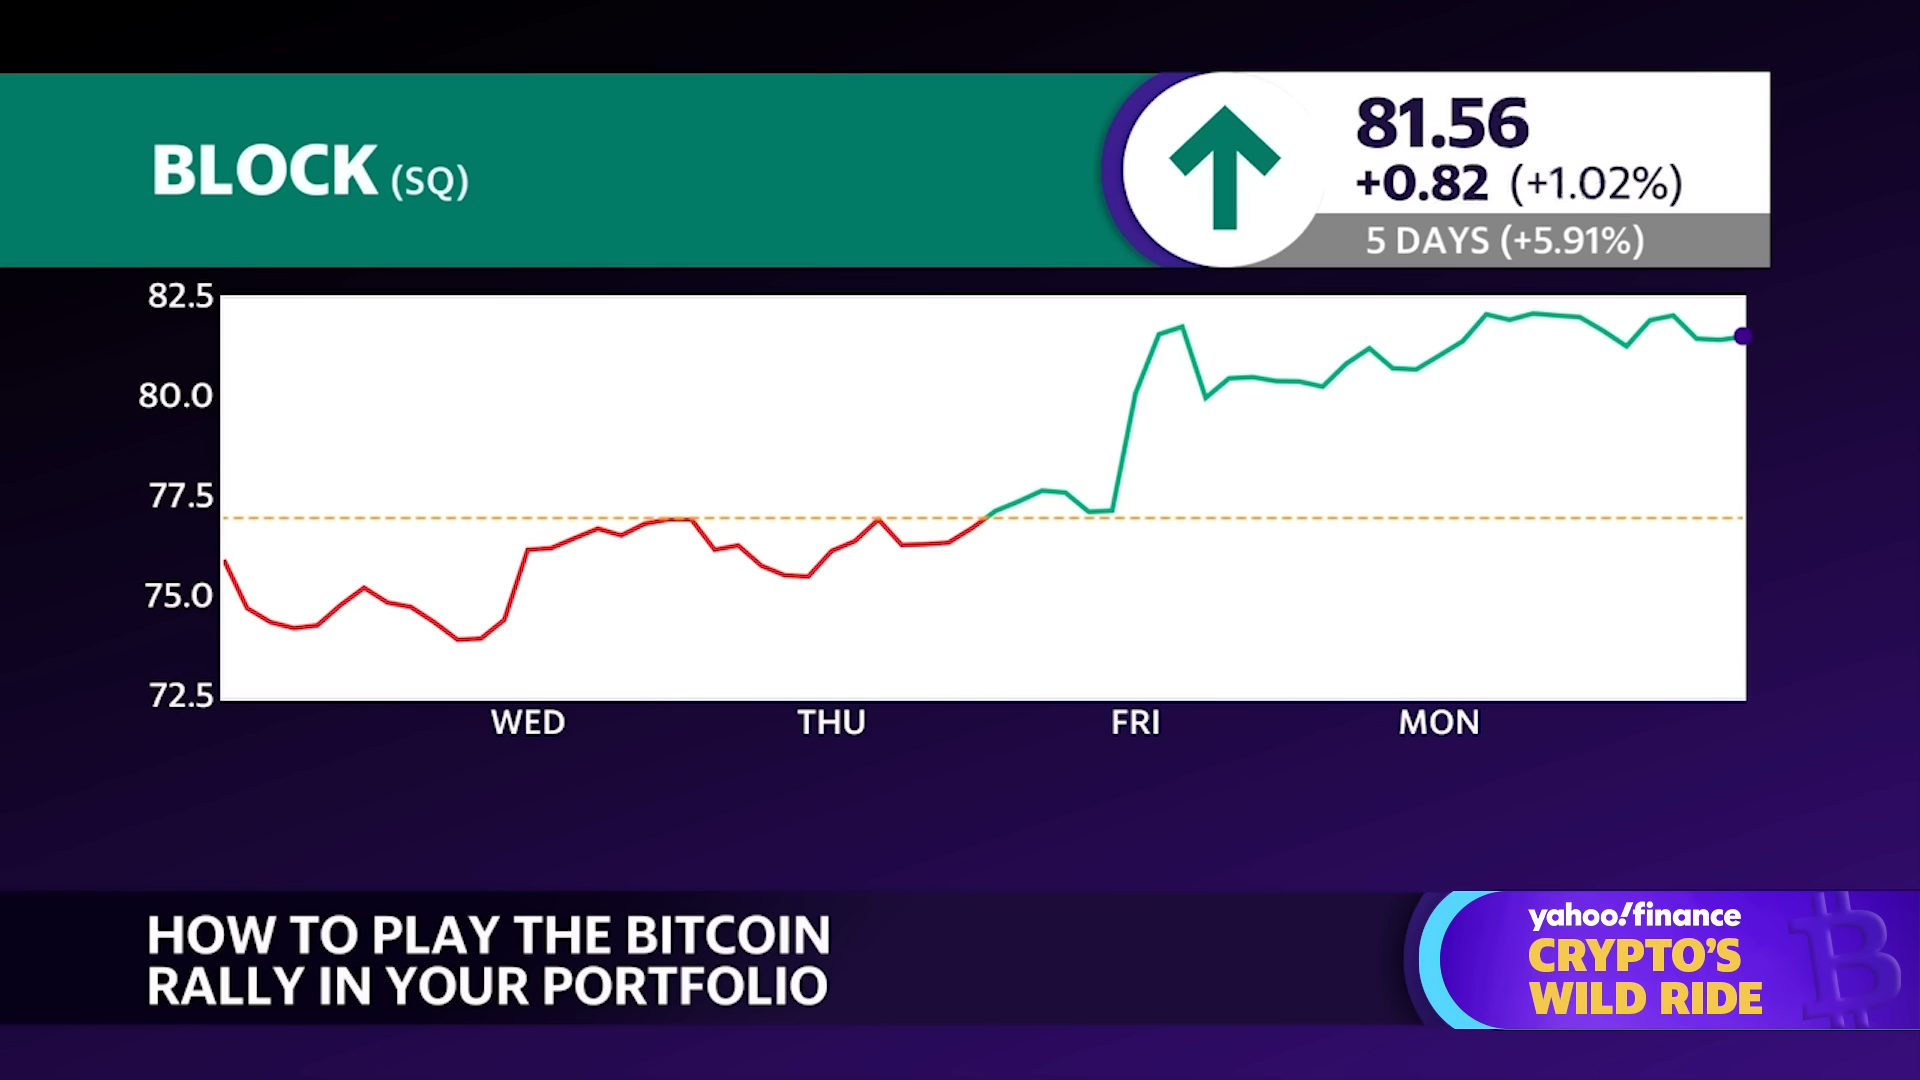 BLOCK (SQ)
81.56
+0.82 (+1.02%)
5 DAYS (+5.91%)
82.5
80.0
77.5
75.0
72.5
WED THU FRI MON
HOW TO PLAY THE BITCOIN
RALLY IN YOUR PORTFOLIO
yahoo!finance
CRYPTO'S
WILD RIDE